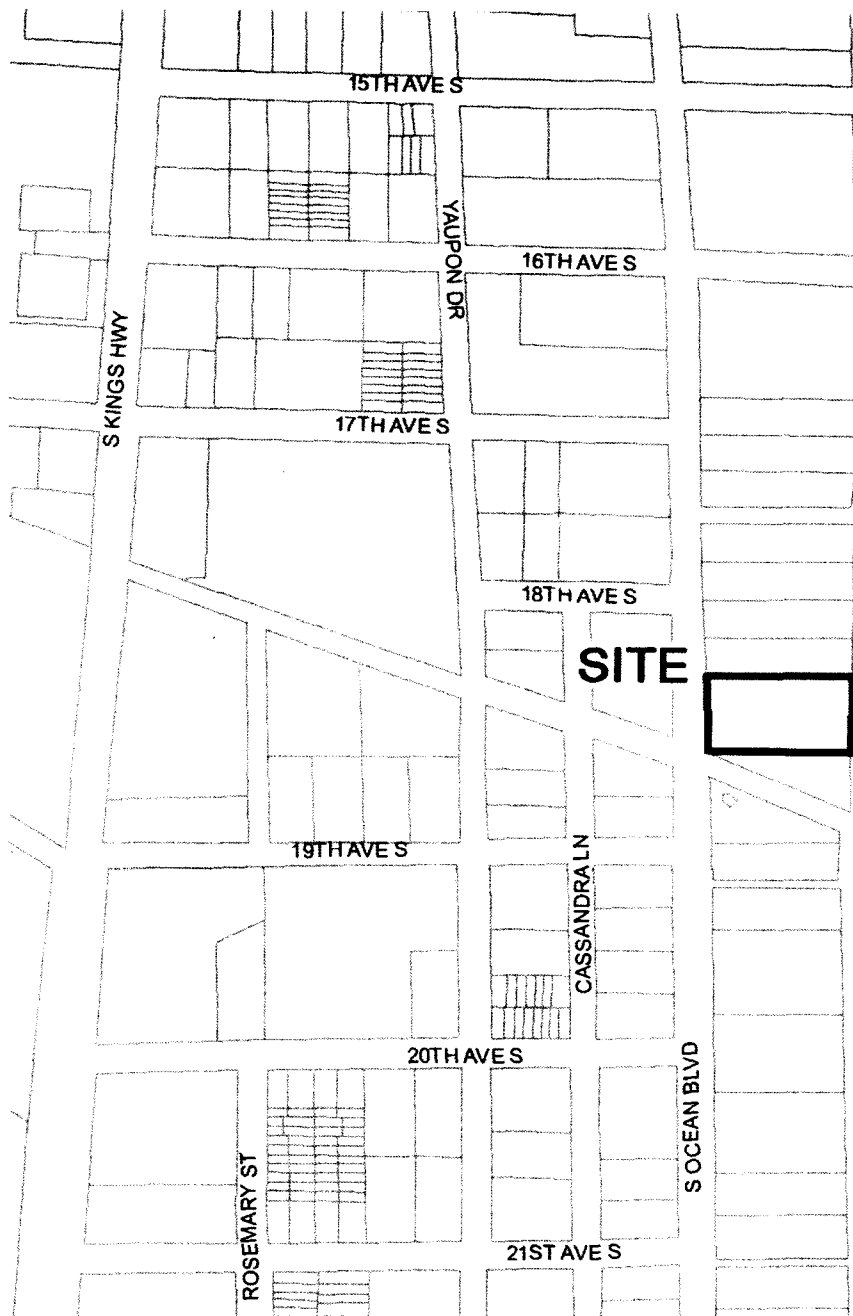 15TH AVE S
YAUPON DR
16TH AVE S
S KINGS HWY
17TH AVE S
18TH AVE S
SITE
19TH AVE S
CASSANDRA LN
20TH AVE S
S OCEAN BLVD
ROSEMARY ST
21ST AVE S